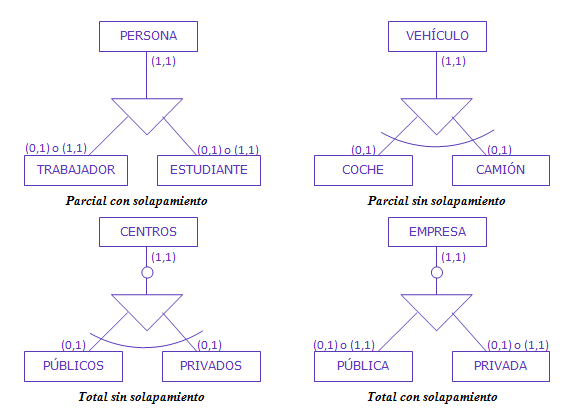 PERSONA
(1,1)
(0,1) o (1,1)
(0,1) o (1,1)
TRABAJADOR
ESTUDIANTE
Parcial con solapamiento
VEHÍCULO
(1,1)
(0,1)
(0,1)
COCHE
CAMIÓN
Parcial sin solapamiento
CENTROS
(1,1)
(0,1)
(0,1)
PÚBLICOS
PRIVADOS
Total sin solapamiento
EMPRESA
(1,1)
(0,1) o (1,1)
(0,1) o (1,1)
PÚBLICA
PRIVADA
Total con solapamiento